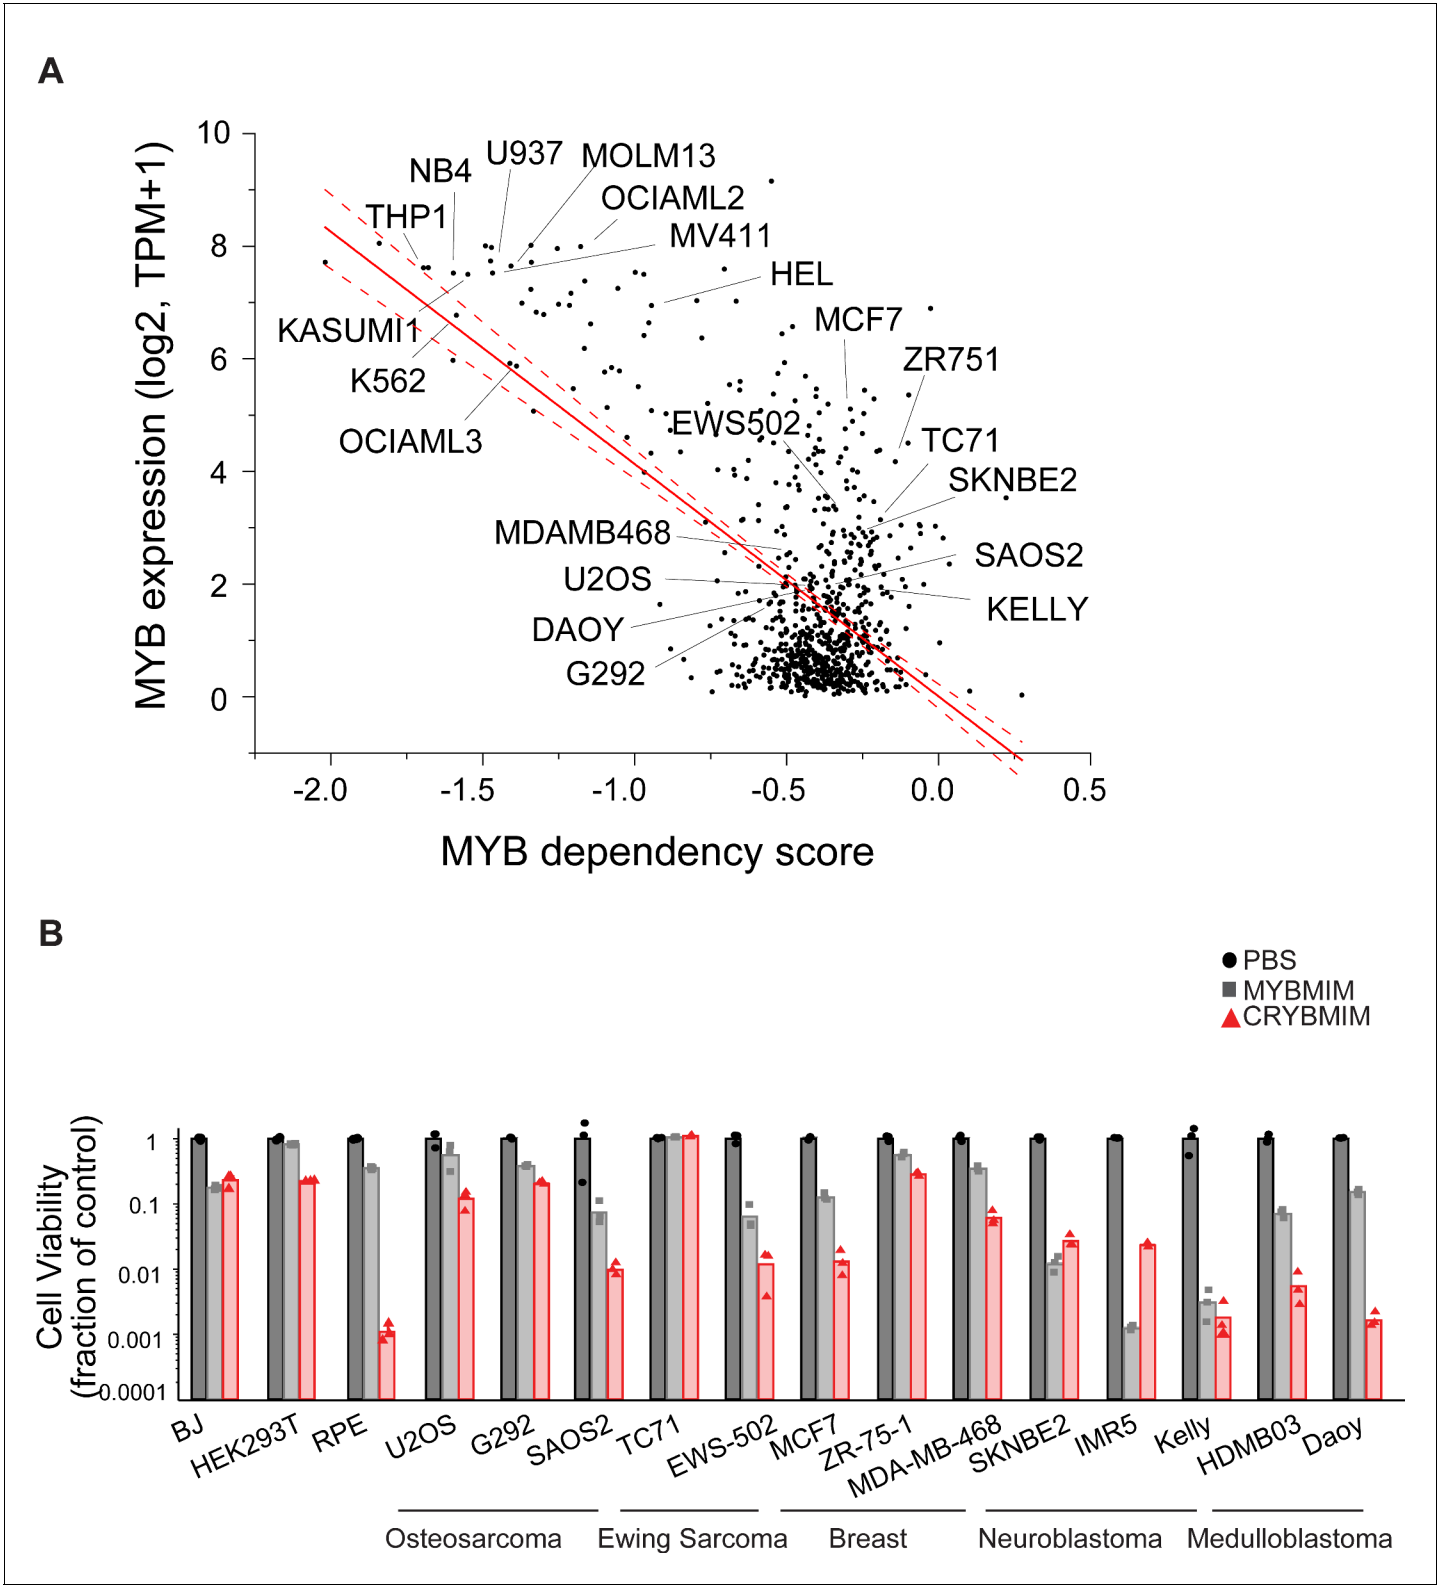 A
MYB expression (log2, TPM+1)
10
8
6
4
2
0
-2.0
-1.5
-1.0
-0.5
0.0
0.5
MYB dependency score
U937
MOLM13
NB4
OCIAML2
THP1
MV411
HEL
MCF7
KASUMI1
ZR751
K562
EWS502
OCIAML3
TC71
SKNBE2
MDAMB468
SAOS2
U2OS
KELLY
DAOY
G292
B
PBS
MYBMIM
CRYBMIM
Cell Viability
(fraction of control)
1
0.1
0.01
0.001
0.0001
BJ
HEK293T
RPE
U2OS
G292
SAOS2
TC71
EWS-502
MCF7
ZR-75-1
MDA-MB-468
SKNBE2
IMR5
Kelly
HDMB03
Daoy
Osteosarcoma
Ewing Sarcoma
Breast
Neuroblastoma
Medulloblastoma